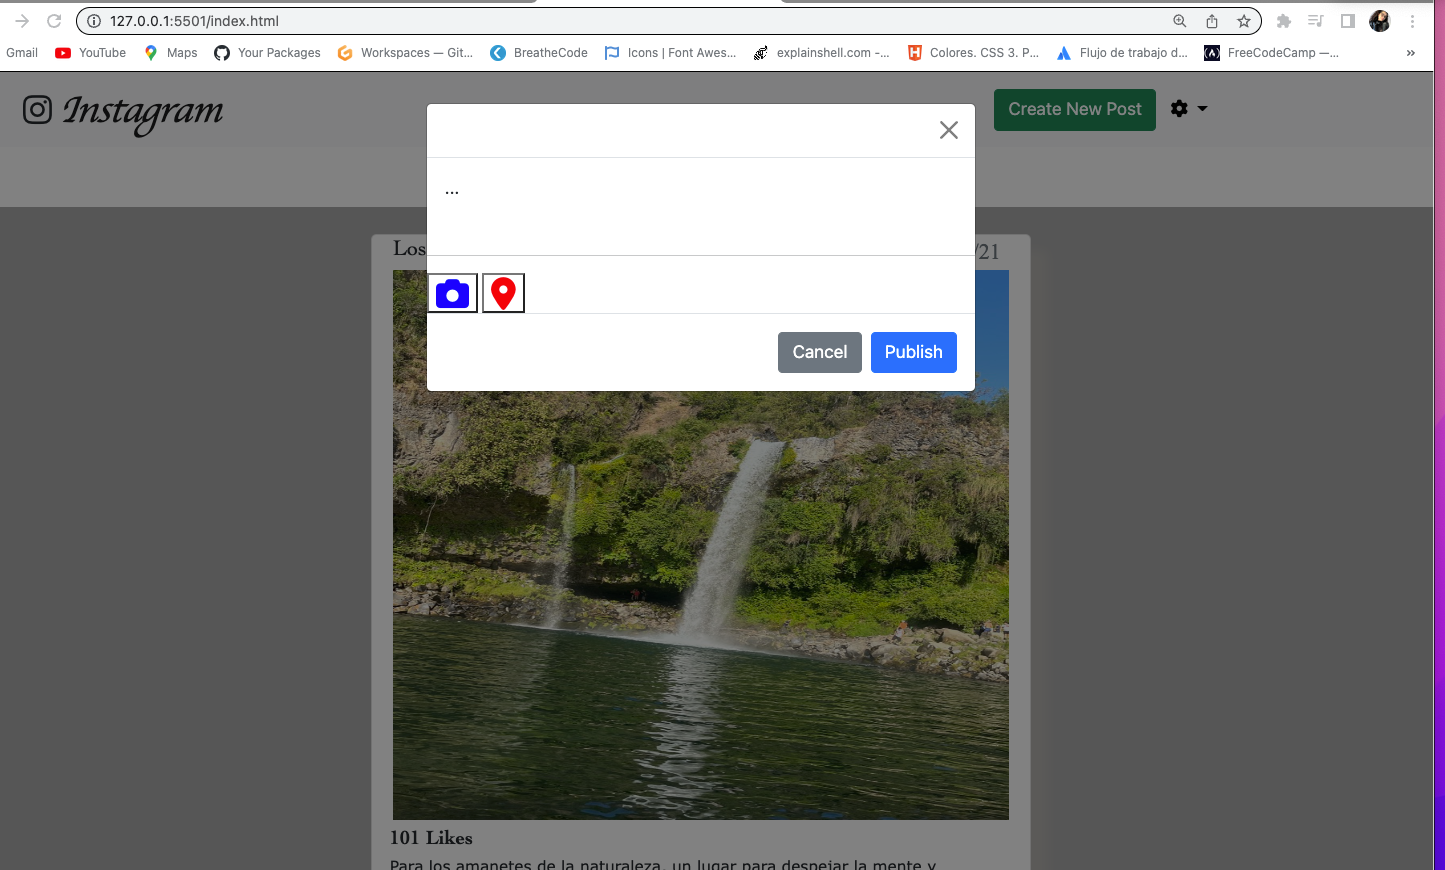 127.0.0.1:5501/index.html
Gmail YouTube Maps Your Packages Workspaces — Git... BreatheCode Icons | Font Awes... explainshell.com -... Colores. CSS 3. P... Flujo de trabajo d... FreeCodeCamp —... »
Instagram
Create New Post
...
Los
/21
Cancel Publish
101 Likes
Para los amanetes de la naturaleza, un lugar para despejar la mente y